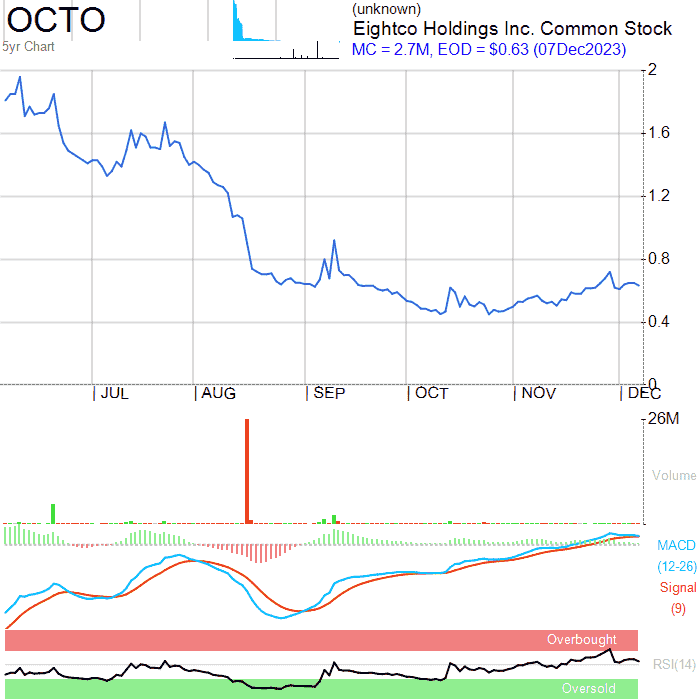 OCTO
5yr Chart
(unknown)
Eightco Holdings Inc. Common Stock
MC = 2.7M, EOD = $0.63 (07Dec2023)
2
1.6
1.2
0.8
0.4
0
JUL AUG SEP OCT NOV DEC
26M
Volume
MACD
(12-26)
Signal
(9)
Overbought
RSI(14)
Oversold